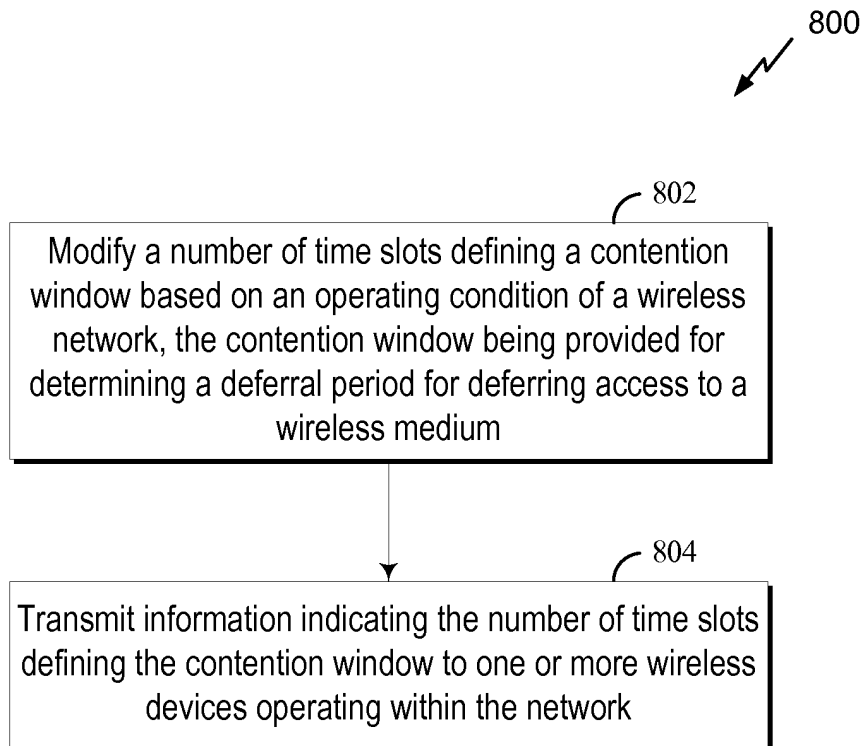 800
802
Modify a number of time slots defining a contention
window based on an operating condition of a wireless
network, the contention window being provided for
determining a deferral period for deferring access to a
wireless medium
804
Transmit information indicating the number of time slots
defining the contention window to one or more wireless
devices operating within the network